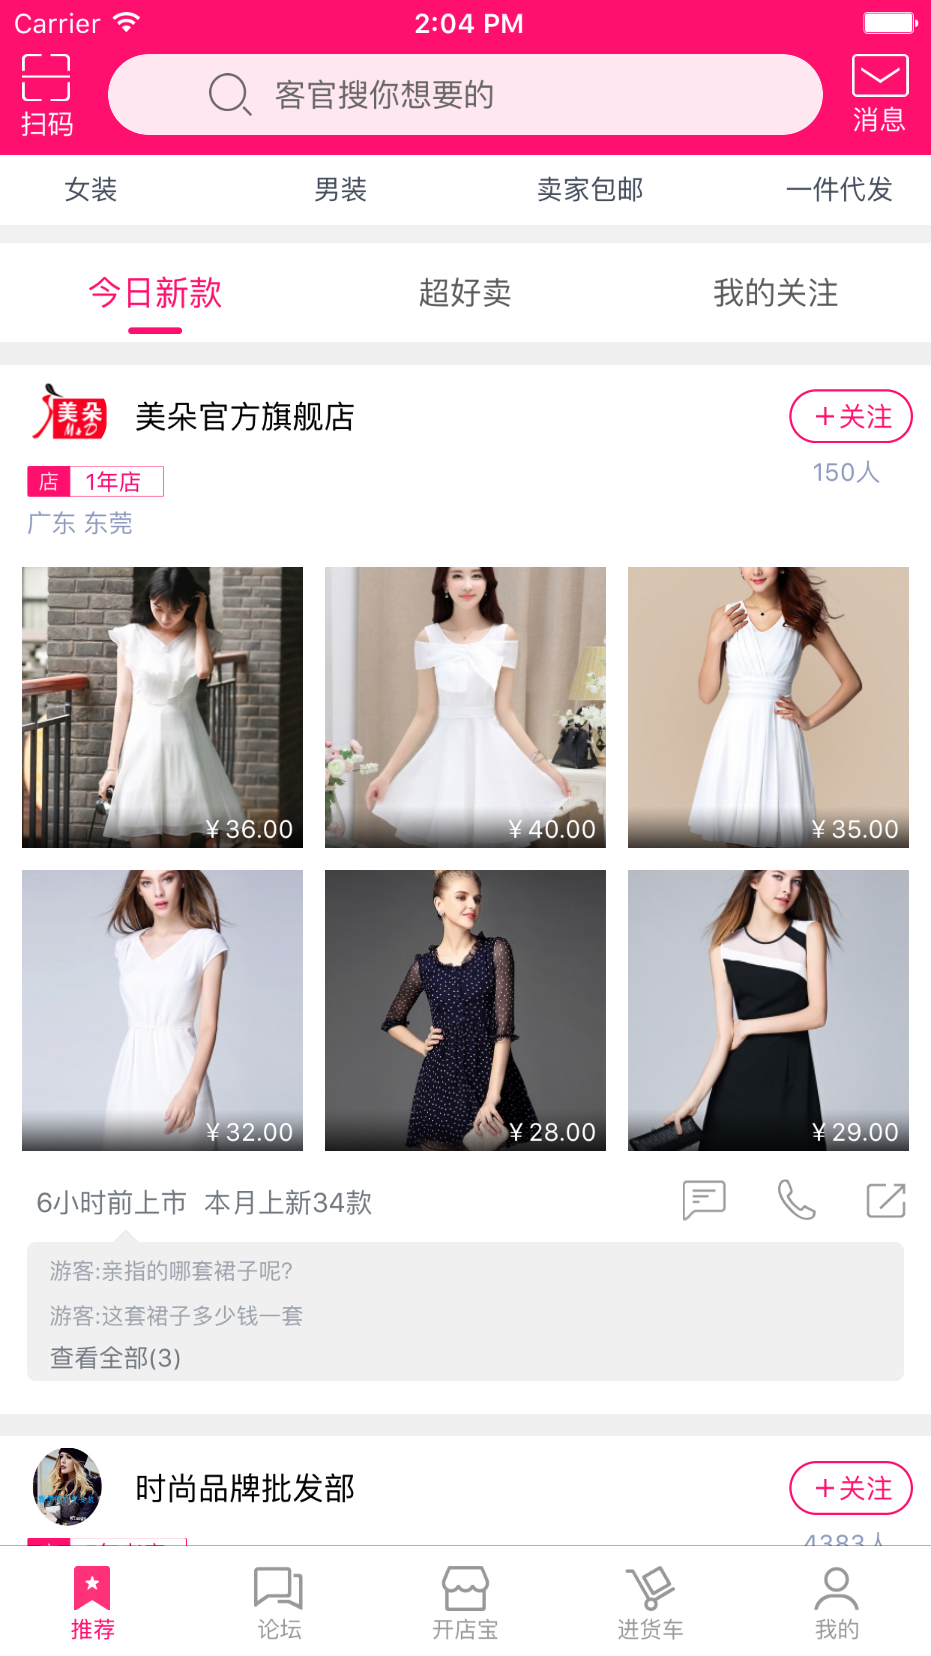 Carrier 2:04 PM
扫码
客官搜你想要的
消息
女装 男装 卖家包邮 一件代发
今日新款 超好卖 我的关注
美朵
M&D
美朵官方旗舰店
+关注
150人
店 1年店
广东 东莞
¥36.00 ¥40.00 ¥35.00
¥32.00 ¥28.00 ¥29.00
6小时前上市 本月上新34款
游客:亲指的哪套裙子呢?
游客:这套裙子多少钱一套
查看全部(3)
时尚品牌批发部
+关注
4383人
推荐 论坛 开店宝 进货车 我的